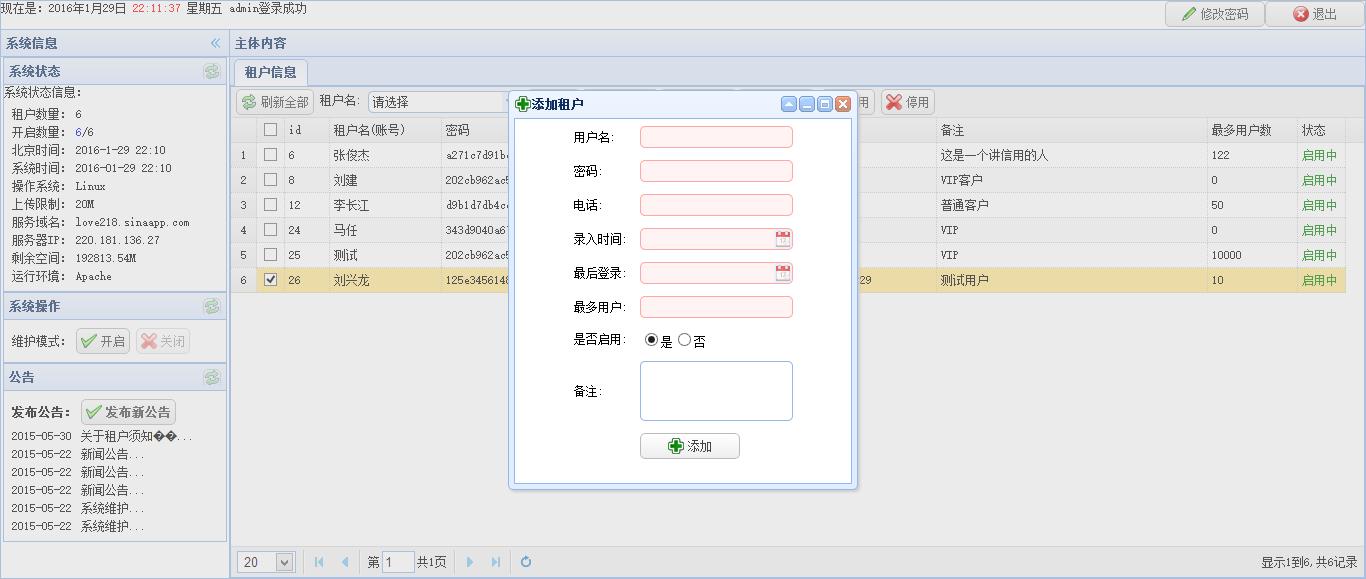 现在是: 2016年1月29日 22:11:37 星期五 admin登录成功
修改密码 退出
系统信息
系统状态
系统状态信息:
租户数量: 6
开启数量: 6/6
北京时间: 2016-1-29 22:10
系统时间: 2016-01-29 22:10
操作系统: Linux
上传限制: 20M
服务域名: love218.sinaapp.com
服务器IP: 220.181.136.27
剩余空间: 192813.54M
运行环境: Apache
系统操作
维护模式: 开启 关闭
公告
发布公告: 发布新公告
2015-05-30 关于租户须知��...
2015-05-22 新闻公告...
2015-05-22 新闻公告...
2015-05-22 新闻公告...
2015-05-22 系统维护...
2015-05-22 系统维护...
主体内容
租户信息
刷新全部 租户名: 请选择 用 停用
id 租户名(账号) 密码 备注 最多用户数 状态
1 6 张俊杰 a271c7d91b 这是一个讲信用的人 122 启用中
2 8 刘建 202cb962ac5 VIP客户 0 启用中
3 12 李长江 d9b1d7db4c 普通客户 50 启用中
4 24 马任 343d9040a6 VIP 0 启用中
5 25 测试 202cb962ac5 VIP 10000 启用中
6 26 刘兴龙 125e3456148 29 测试用户 10 启用中
添加租户
用户名:
密码:
电话:
录入时间:
最后登录:
最多用户:
是否启用: 是 否
备注:
添加
20 第 1 共1页 显示1到6,共6记录